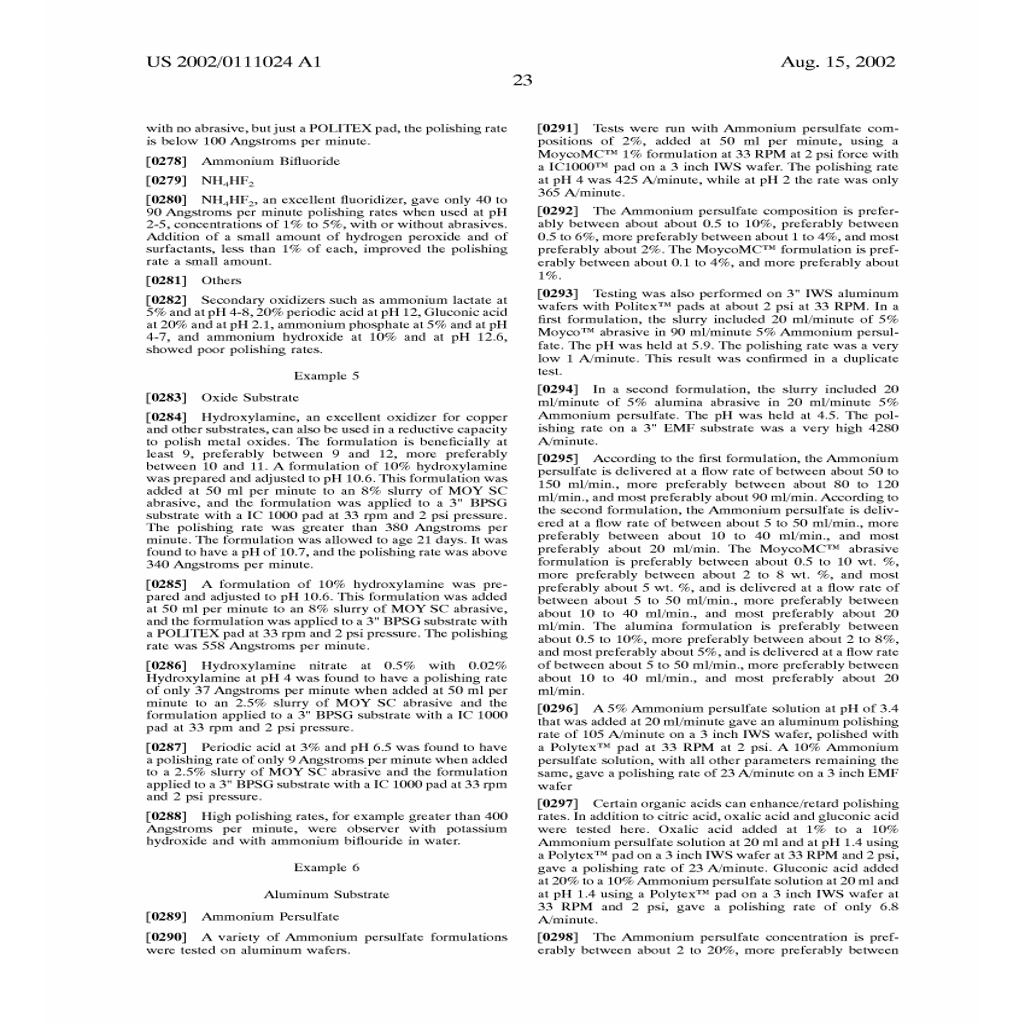 US 2002/0111024 A1
Aug. 15, 2002
23
with no abrasive, but just a POLITEX pad, the polishing rate
is below 100 Angstroms per minute.
[0278] Ammonium Bifluoride
[0279] NH₄HF₂
[0280] NH₄HF₂, an excellent fluoridizer, gave only 40 to
90 Angstroms per minute polishing rates when used at pH
2-5, concentrations of 1% to 5%, with or without abrasives.
Addition of a small amount of hydrogen peroxide and of
surfactants, less than 1% of each, improved the polishing
rate a small amount.
[0281] Others
[0282] Secondary oxidizers such as ammonium lactate at
5% and at pH 4-8, 20% periodic acid at pH 12, Gluconic acid
at 20% and at pH 2.1, ammonium phosphate at 5% and at pH
4-7, and ammonium hydroxide at 10% and at pH 12.6,
showed poor polishing rates.
Example 5
[0283] Oxide Substrate
[0284] Hydroxylamine, an excellent oxidizer for copper
and other substrates, can also be used in a reductive capacity
to polish metal oxides. The formulation is beneficially at
least 9, preferably between 9 and 12, more preferably
between 10 and 11. A formulation of 10% hydroxylamine
was prepared and adjusted to pH 10.6. This formulation was
added at 50 ml per minute to an 8% slurry of MOY SC
abrasive, and the formulation was applied to a 3" BPSG
substrate with a IC 1000 pad at 33 rpm and 2 psi pressure.
The polishing rate was greater than 380 Angstroms per
minute. The formulation was allowed to age 21 days. It was
found to have a pH of 10.7, and the polishing rate was above
340 Angstroms per minute.
[0285] A formulation of 10% hydroxylamine was pre-
pared and adjusted to pH 10.6. This formulation was added
at 50 ml per minute to an 8% slurry of MOY SC abrasive,
and the formulation was applied to a 3" BPSG substrate with
a POLITEX pad at 33 rpm and 2 psi pressure. The polishing
rate was 558 Angstroms per minute.
[0286] Hydroxylamine nitrate at 0.5% with 0.02%
Hydroxylamine at pH 4 was found to have a polishing rate
of only 37 Angstroms per minute when added at 50 ml per
minute to an 2.5% slurry of MOY SC abrasive and the
formulation applied to a 3" BPSG substrate with a IC 1000
pad at 33 rpm and 2 psi pressure.
[0287] Periodic acid at 3% and pH 6.5 was found to have
a polishing rate of only 9 Angstroms per minute when added
to a 2.5% slurry of MOY SC abrasive and the formulation
applied to a 3" BPSG substrate with a IC 1000 pad at 33 rpm
and 2 psi pressure.
[0288] High polishing rates, for example greater than 400
Angstroms per minute, were observer with potassium
hydroxide and with ammonium biflouride in water.
Example 6
Aluminum Substrate
[0289] Ammonium Persulfate
[0290] A variety of Ammonium persulfate formulations
were tested on aluminum wafers.
[0291] Tests were run with Ammonium persulfate com-
positions of 2%, added at 50 ml per minute, using a
MoycoMC™ 1% formulation at 33 RPM at 2 psi force with
a IC1000™ pad on a 3 inch IWS wafer. The polishing rate
at pH 4 was 425 A/minute, while at pH 2 the rate was only
365 A/minute.
[0292] The Ammonium persulfate composition is prefer-
ably between about about 0.5 to 10%, preferably between
0.5 to 6%, more preferably between about 1 to 4%, and most
preferably about 2%. The MoycoMC™ formulation is pref-
erably between about 0.1 to 4%, and more preferably about
1%.
[0293] Testing was also performed on 3" IWS aluminum
wafers with Politex™ pads at about 2 psi at 33 RPM. In a
first formulation, the slurry included 20 ml/minute of 5%
Moyco™ abrasive in 90 ml/minute 5% Ammonium persul-
fate. The pH was held at 5.9. The polishing rate was a very
low 1 A/minute. This result was confirmed in a duplicate
test.
[0294] In a second formulation, the slurry included 20
ml/minute of 5% alumina abrasive in 20 ml/minute 5%
Ammonium persulfate. The pH was held at 4.5. The pol-
ishing rate on a 3" EMF substrate was a very high 4280
A/minute.
[0295] According to the first formulation, the Ammonium
persulfate is delivered at a flow rate of between about 50 to
150 ml/min., more preferably between about 80 to 120
ml/min., and most preferably about 90 ml/min. According to
the second formulation, the Ammonium persulfate is deliv-
ered at a flow rate of between about 5 to 50 ml/min., more
preferably between about 10 to 40 ml/min., and most
preferably about 20 ml/min. The MoycoMC™ abrasive
formulation is preferably between about 0.5 to 10 wt. %,
more preferably between about 2 to 8 wt. %, and most
preferably about 5 wt. %, and is delivered at a flow rate of
between about 5 to 50 ml/min., more preferably between
about 10 to 40 ml/min., and most preferably about 20
ml/min. The alumina formulation is preferably between
about 0.5 to 10%, more preferably between about 2 to 8%,
and most preferably about 5%, and is delivered at a flow rate
of between about 5 to 50 ml/min., more preferably between
about 10 to 40 ml/min., and most preferably about 20
ml/min.
[0296] A 5% Ammonium persulfate solution at pH of 3.4
that was added at 20 ml/minute gave an aluminum polishing
rate of 105 A/minute on a 3 inch IWS wafer, polished with
a Polytex™ pad at 33 RPM at 2 psi. A 10% Ammonium
persulfate solution, with all other parameters remaining the
same, gave a polishing rate of 23 A/minute on a 3 inch EMF
wafer
[0297] Certain organic acids can enhance/retard polishing
rates. In addition to citric acid, oxalic acid and gluconic acid
were tested here. Oxalic acid added at 1% to a 10%
Ammonium persulfate solution at 20 ml and at pH 1.4 using
a Polytex™ pad on a 3 inch IWS wafer at 33 RPM and 2 psi,
gave a polishing rate of 23 A/minute. Gluconic acid added
at 20% to a 10% Ammonium persulfate solution at 20 ml and
at pH 1.4 using a Polytex™ pad on a 3 inch IWS wafer at
33 RPM and 2 psi, gave a polishing rate of only 6.8
A/minute.
[0298] The Ammonium persulfate concentration is pref-
erably between about 2 to 20%, more preferably between